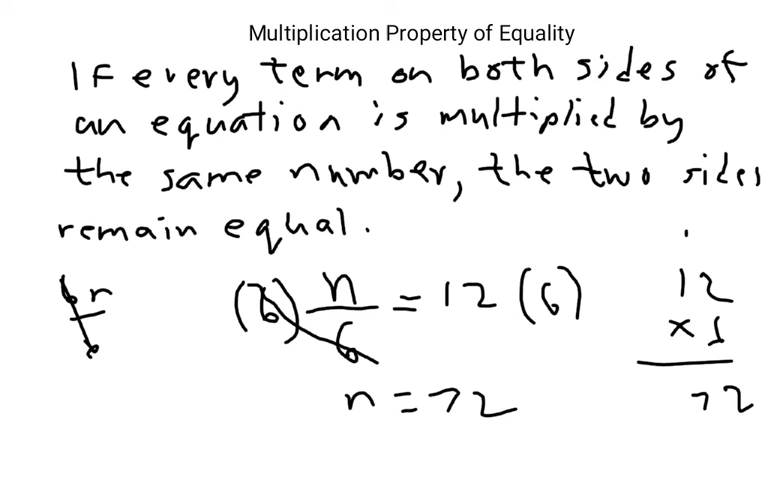 Multiplication Property of Equality
If every term on both sides of
an equation is multiplied by
the same number, the two sides
remain equal.
(6) n/6 = 12 (6)
n = 72
12
× 1
72